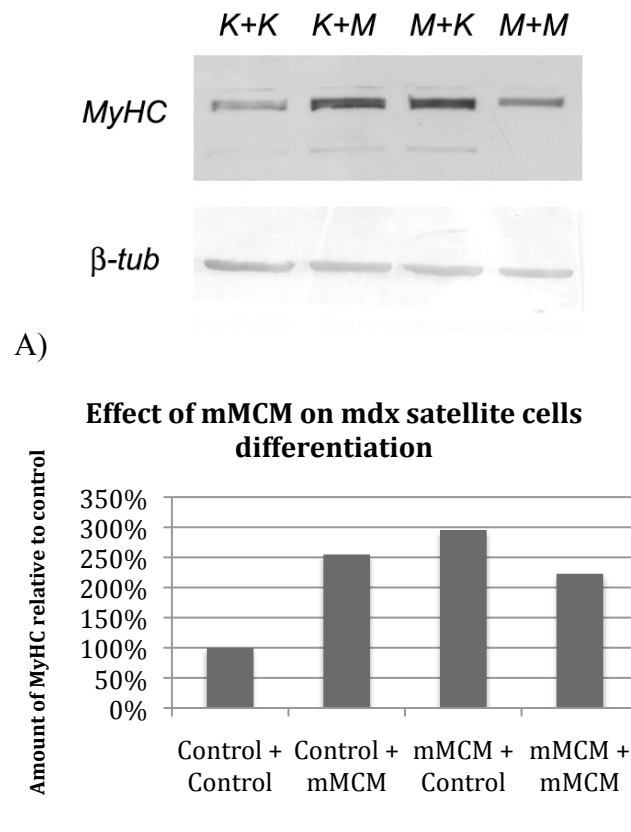 K+K K+M M+K M+M
MyHC
β-tub
A)
Effect of mMCM on mdx satellite cells
differentiation
Amount of MyHC relative to control
350%
300%
250%
200%
150%
100%
50%
0%
Control + Control + mMCM + mMCM +
Control mMCM Control mMCM